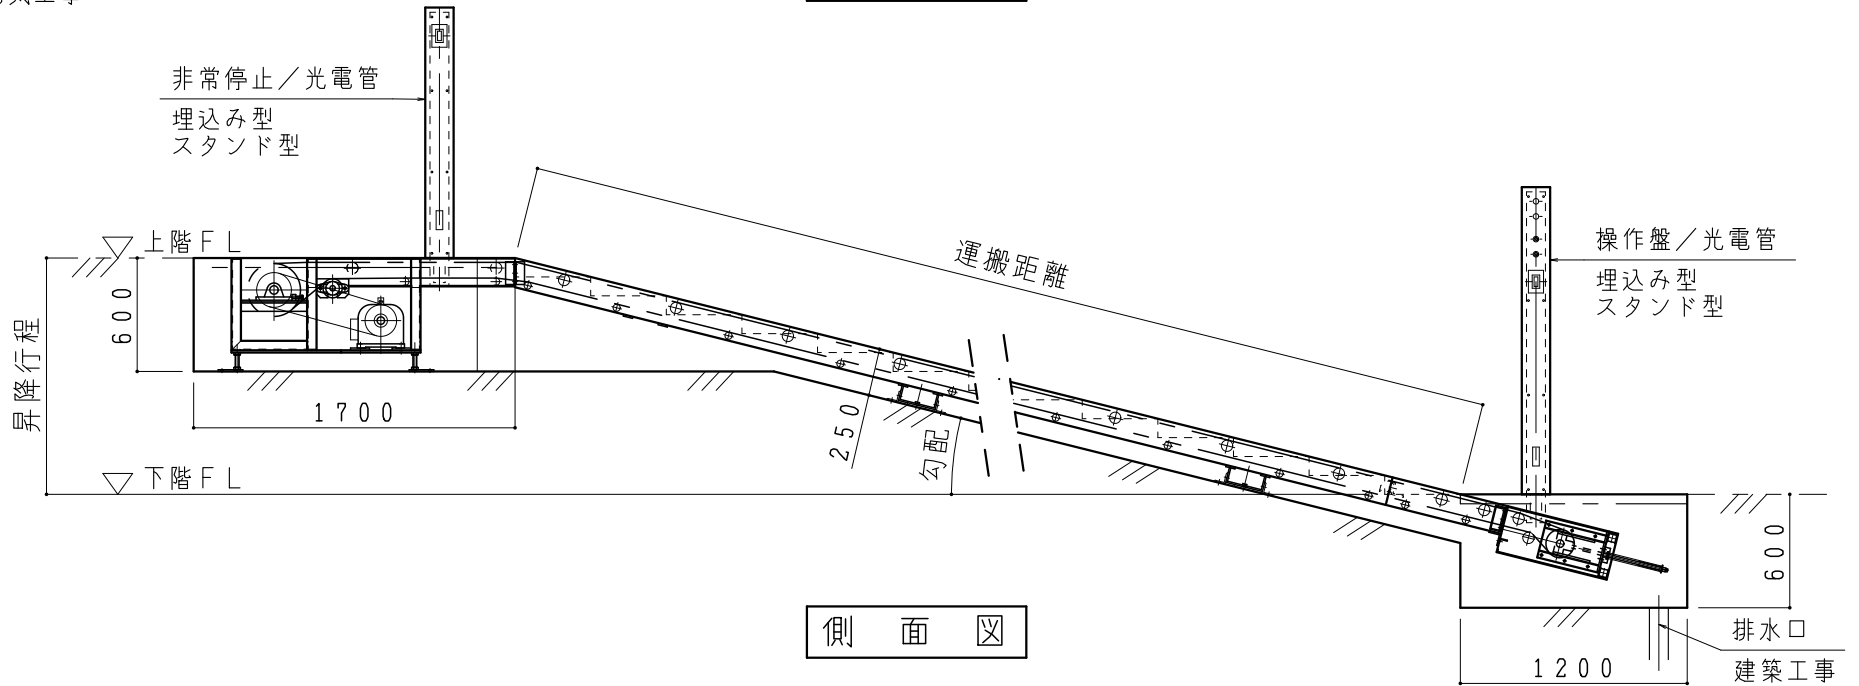 非常停止／光電管
埋込み型
スタンド型
上階ＦＬ
操作盤／光電管
埋込み型
スタンド型
運搬距離
600
昇降行程
1700
250
勾配
下階ＦＬ
600
側面図
排水口
建築工事
1200